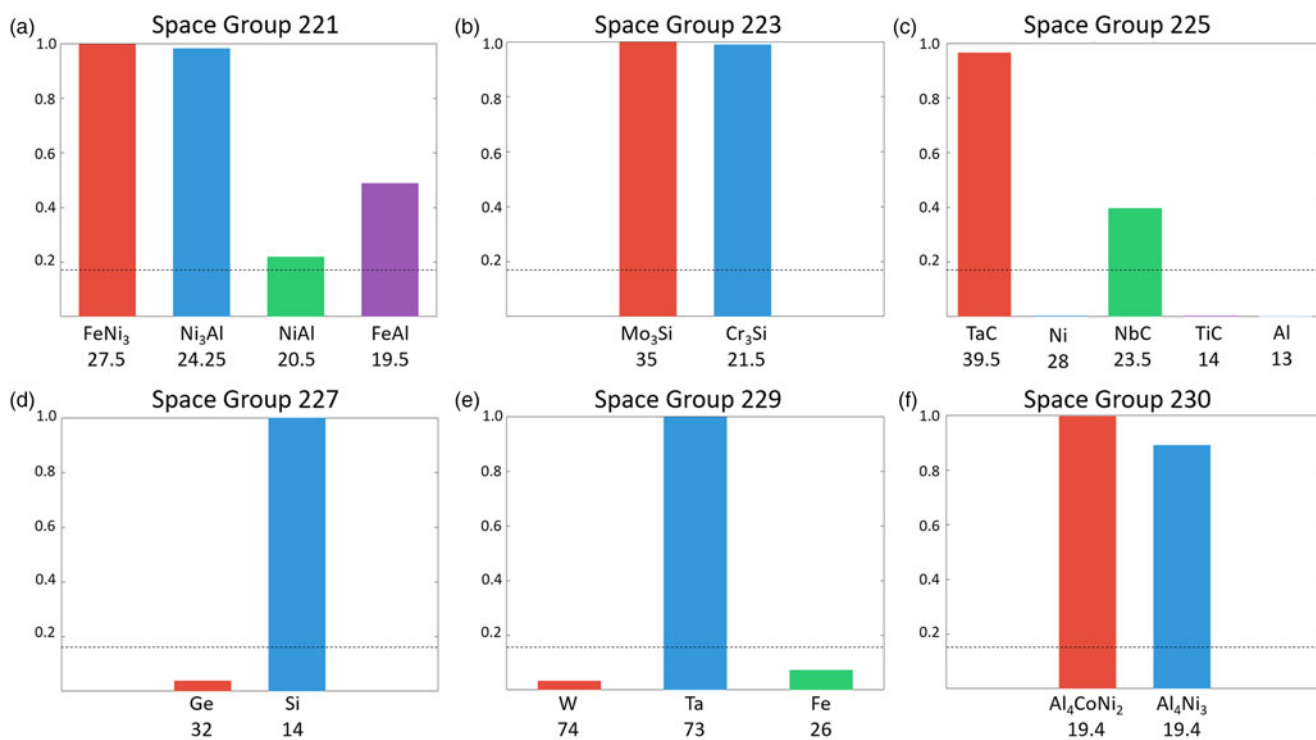 (a) Space Group 221
1.0
0.8
0.6
0.4
0.2
FeNi₃ Ni₃Al NiAl FeAl
27.5 24.25 20.5 19.5
(b) Space Group 223
1.0
0.8
0.6
0.4
0.2
Mo₃Si Cr₃Si
35 21.5
(c) Space Group 225
1.0
0.8
0.6
0.4
0.2
TaC Ni NbC TiC Al
39.5 28 23.5 14 13
(d) Space Group 227
1.0
0.8
0.6
0.4
0.2
Ge Si
32 14
(e) Space Group 229
1.0
0.8
0.6
0.4
0.2
W Ta Fe
74 73 26
(f) Space Group 230
1.0
0.8
0.6
0.4
0.2
Al₄CoNi₂ Al₄Ni₃
19.4 19.4